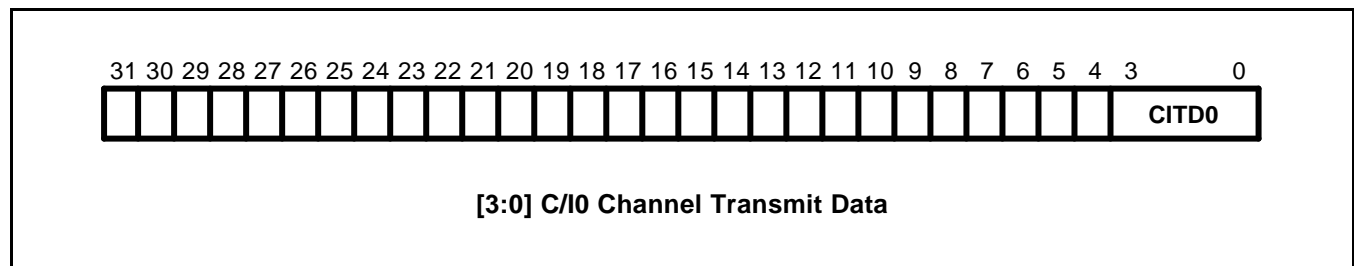 31 30 29 28 27 26 25 24 23 22 21 20 19 18 17 16 15 14 13 12 11 10 9 8 7 6 5 4 3 0
CITD0
[3:0] C/I0 Channel Transmit Data